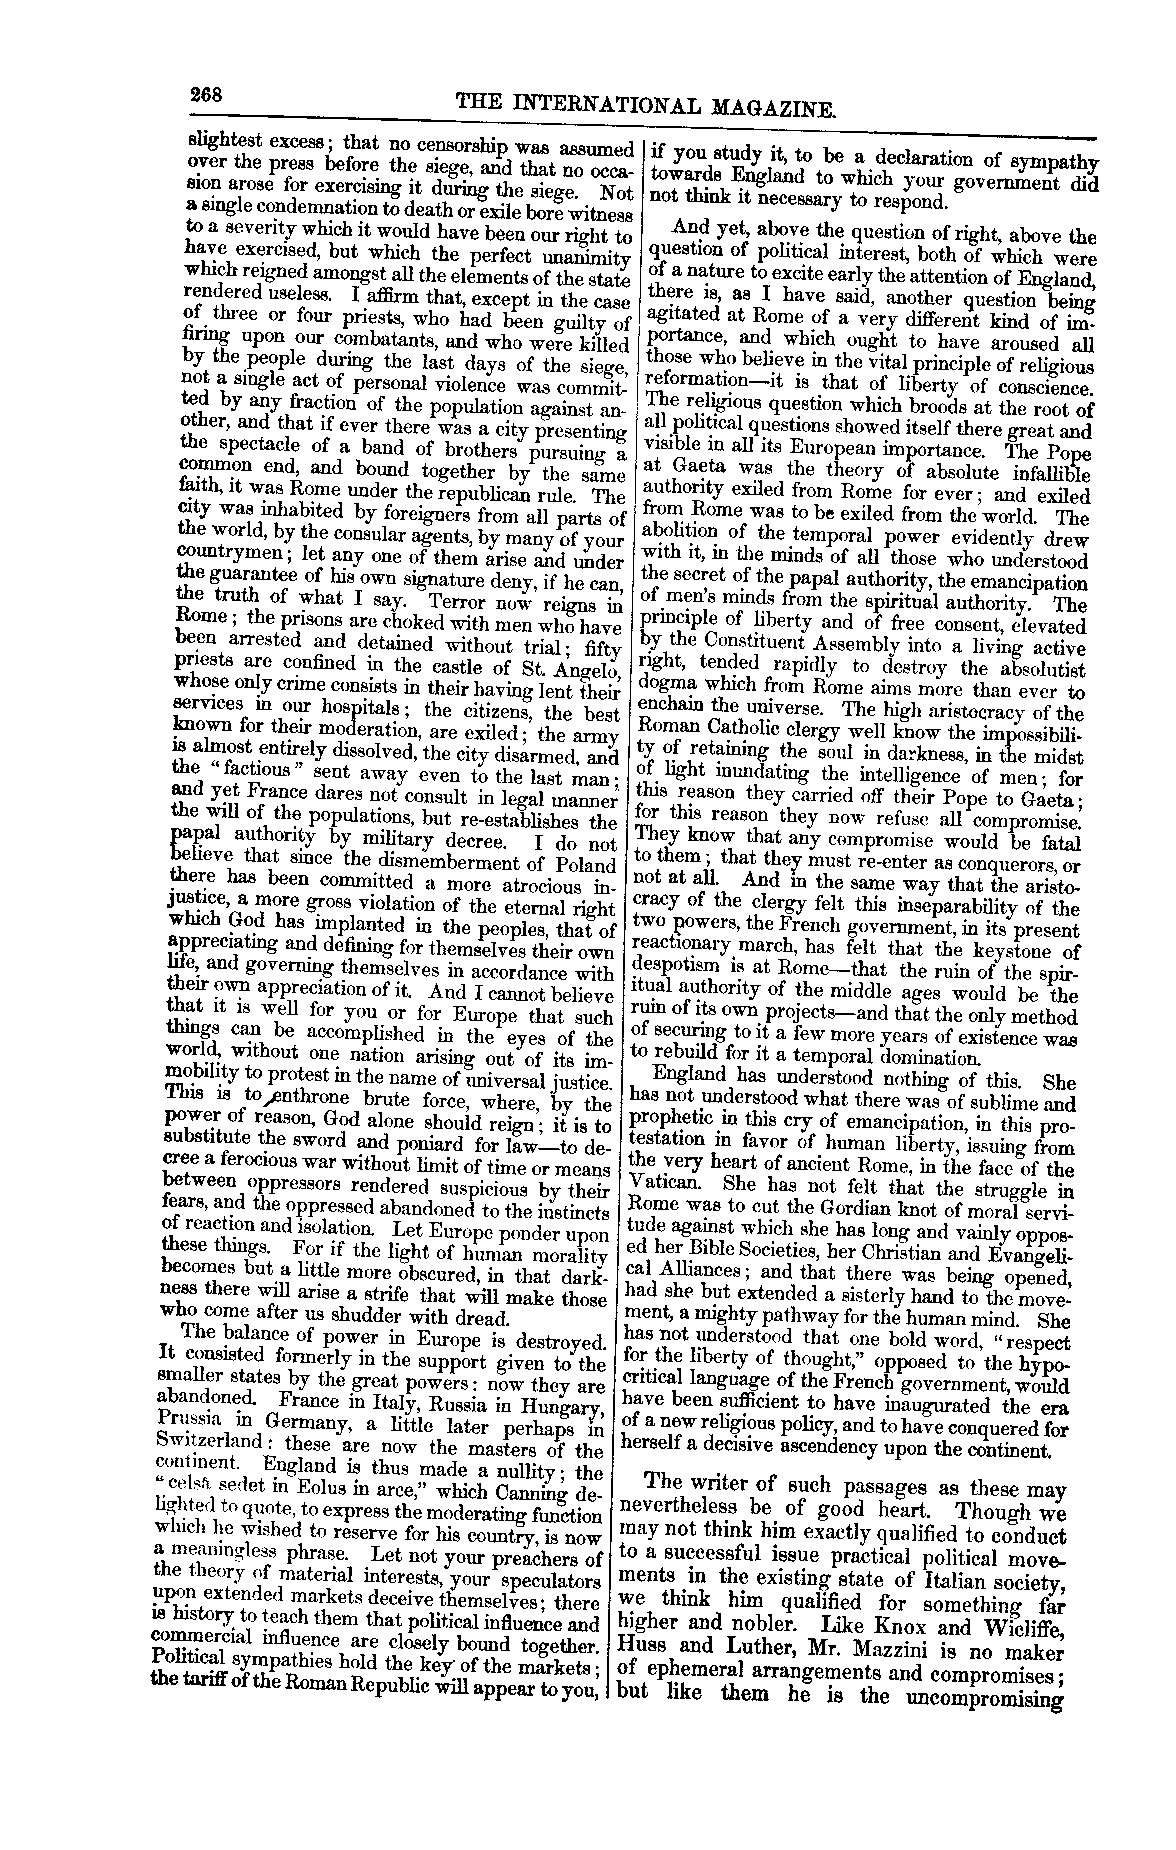 268
THE INTERNATIONAL MAGAZINE.
slightest excess; that no censorship was assumed
over the press before the siege, and that no occa-
sion arose for exercising it during the siege. Not
a single condemnation to death or exile bore witness
to a severity which it would have been our right to
have exercised, but which the perfect unanimity
which reigned amongst all the elements of the state
rendered useless. I affirm that, except in the case
of three or four priests, who had been guilty of
firing upon our combatants, and who were killed
by the people during the last days of the siege,
not a single act of personal violence was commit-
ted by any fraction of the population against an-
other, and that if ever there was a city presenting
the spectacle of a band of brothers pursuing a
common end, and bound together by the same
faith, it was Rome under the republican rule. The
city was inhabited by foreigners from all parts of
the world, by the consular agents, by many of your
countrymen; let any one of them arise and under
the guarantee of his own signature deny, if he can,
the truth of what I say. Terror now reigns in
Rome; the prisons are choked with men who have
been arrested and detained without trial; fifty
priests are confined in the castle of St. Angelo,
whose only crime consists in their having lent their
services in our hospitals; the citizens, the best
known for their moderation, are exiled; the army
is almost entirely dissolved, the city disarmed, and
the "factious" sent away even to the last man;
and yet France dares not consult in legal manner
the will of the populations, but re-establishes the
papal authority by military decree. I do not
believe that since the dismemberment of Poland
there has been committed a more atrocious in-
justice, a more gross violation of the eternal right
which God has implanted in the peoples, that of
appreciating and defining for themselves their own
life, and governing themselves in accordance with
their own appreciation of it. And I cannot believe
that it is well for you or for Europe that such
things can be accomplished in the eyes of the
world, without one nation arising out of its im-
mobility to protest in the name of universal justice.
This is to enthrone brute force, where, by the
power of reason, God alone should reign; it is to
substitute the sword and poniard for law—to de-
cree a ferocious war without limit of time or means
between oppressors rendered suspicious by their
fears, and the oppressed abandoned to the instincts
of reaction and isolation. Let Europe ponder upon
these things. For if the light of human morality
becomes but a little more obscured, in that dark-
ness there will arise a strife that will make those
who come after us shudder with dread.
The balance of power in Europe is destroyed.
It consisted formerly in the support given to the
smaller states by the great powers: now they are
abandoned. France in Italy, Russia in Hungary,
Prussia in Germany, a little later perhaps in
Switzerland: these are now the masters of the
continent. England is thus made a nullity; the
"celsâ sedet in Eolus in arce," which Canning de-
lighted to quote, to express the moderating function
which he wished to reserve for his country, is now
a meaningless phrase. Let not your preachers of
the theory of material interests, your speculators
upon extended markets deceive themselves; there
is history to teach them that political influence and
commercial influence are closely bound together.
Political sympathies hold the key of the markets;
the tariff of the Roman Republic will appear to you,
if you study it, to be a declaration of sympathy
towards England to which your government did
not think it necessary to respond.
And yet, above the question of right, above the
question of political interest, both of which were
of a nature to excite early the attention of England,
there is, as I have said, another question being
agitated at Rome of a very different kind of im-
portance, and which ought to have aroused all
those who believe in the vital principle of religious
reformation—it is that of liberty of conscience.
The religious question which broods at the root of
all political questions showed itself there great and
visible in all its European importance. The Pope
at Gaeta was the theory of absolute infallible
authority exiled from Rome for ever; and exiled
from Rome was to be exiled from the world. The
abolition of the temporal power evidently drew
with it, in the minds of all those who understood
the secret of the papal authority, the emancipation
of men's minds from the spiritual authority. The
principle of liberty and of free consent, elevated
by the Constituent Assembly into a living active
right, tended rapidly to destroy the absolutist
dogma which from Rome aims more than ever to
enchain the universe. The high aristocracy of the
Roman Catholic clergy well know the impossibili-
ty of retaining the soul in darkness, in the midst
of light inundating the intelligence of men; for
this reason they carried off their Pope to Gaeta;
for this reason they now refuse all compromise.
They know that any compromise would be fatal
to them; that they must re-enter as conquerors, or
not at all. And in the same way that the aristo-
cracy of the clergy felt this inseparability of the
two powers, the French government, in its present
reactionary march, has felt that the keystone of
despotism is at Rome—that the ruin of the spir-
itual authority of the middle ages would be the
ruin of its own projects—and that the only method
of securing to it a few more years of existence was
to rebuild for it a temporal domination.
England has understood nothing of this. She
has not understood what there was of sublime and
prophetic in this cry of emancipation, in this pro-
testation in favor of human liberty, issuing from
the very heart of ancient Rome, in the face of the
Vatican. She has not felt that the struggle in
Rome was to cut the Gordian knot of moral servi-
tude against which she has long and vainly oppos-
ed her Bible Societies, her Christian and Evangeli-
cal Alliances; and that there was being opened,
had she but extended a sisterly hand to the move-
ment, a mighty pathway for the human mind. She
has not understood that one bold word, "respect
for the liberty of thought," opposed to the hypo-
critical language of the French government, would
have been sufficient to have inaugurated the era
of a new religious policy, and to have conquered for
herself a decisive ascendency upon the continent.
The writer of such passages as these may
nevertheless be of good heart. Though we
may not think him exactly qualified to conduct
to a successful issue practical political move-
ments in the existing state of Italian society,
we think him qualified for something far
higher and nobler. Like Knox and Wicliffe,
Huss and Luther, Mr. Mazzini is no maker
of ephemeral arrangements and compromises;
but like them he is the uncompromising